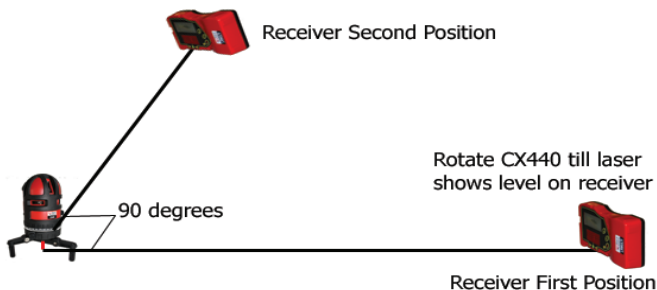 Receiver Second Position
Rotate CX440 till laser
shows level on receiver
90 degrees
Receiver First Position